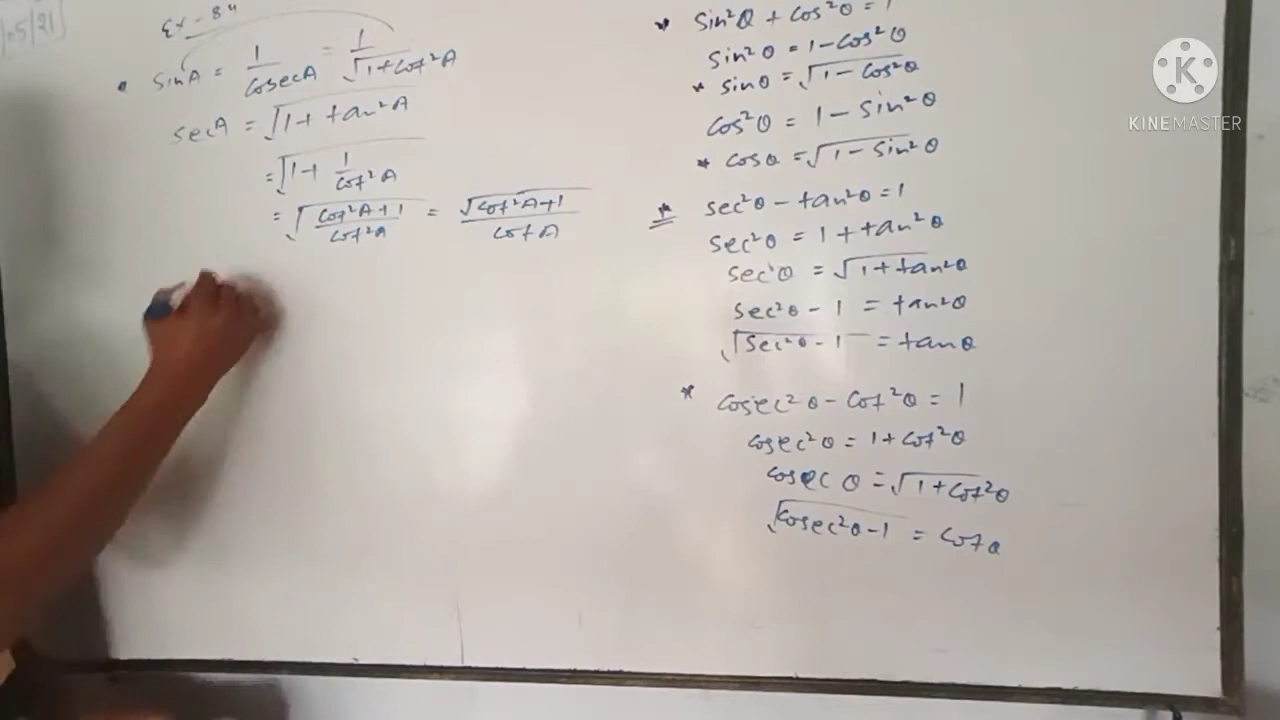 .5/21
Ex-8.4
• sinA = 1/cosecA = 1/√1+cot²A
secA = √1+tan²A
= √1+ 1/cot²A
= √cot²A+1/cot²A = √cot²A+1/cotA
* sin²θ + cos²θ = 1
sin²θ = 1-cos²θ
* sinθ = √1-cos²θ
cos²θ = 1-sin²θ
* cosθ = √1-sin²θ
* sec²θ - tan²θ = 1
sec²θ = 1+tan²θ
secθ = √1+tan²θ
sec²θ - 1 = tan²θ
√sec²θ-1 = tanθ
* cosec²θ - cot²θ = 1
cosec²θ = 1+cot²θ
cosecθ = √1+cot²θ
√cosec²θ-1 = cotθ
K
KINEMASTER